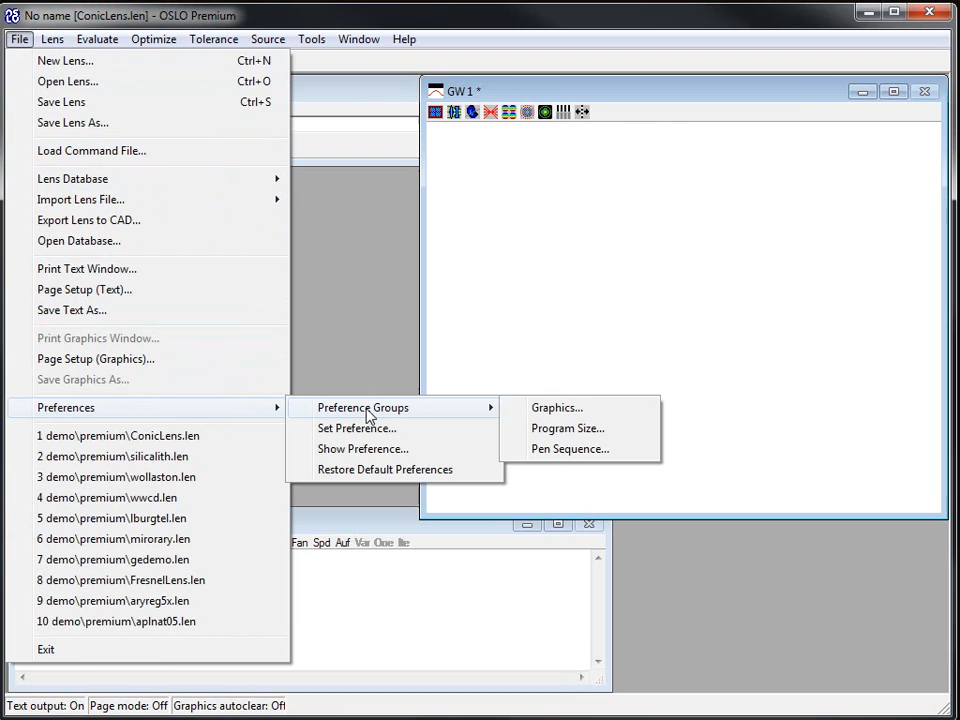 No name [ConicLens.len] - OSLO Premium
File Lens Evaluate Optimize Tolerance Source Tools Window Help
New Lens... Ctrl+N
Open Lens... Ctrl+O
Save Lens Ctrl+S
Save Lens As...
Load Command File...
Lens Database
Import Lens File...
Export Lens to CAD...
Open Database...
Print Text Window...
Page Setup (Text)...
Save Text As...
Print Graphics Window...
Page Setup (Graphics)...
Save Graphics As...
Preferences
1 demo\premium\ConicLens.len
2 demo\premium\silicalith.len
3 demo\premium\wollaston.len
4 demo\premium\wwcd.len
5 demo\premium\lburgtel.len
6 demo\premium\mirorary.len
7 demo\premium\gedemo.len
8 demo\premium\FresnelLens.len
9 demo\premium\aryreg5x.len
10 demo\premium\aplnat05.len
Exit
Preference Groups
Set Preference...
Show Preference...
Restore Default Preferences
Graphics...
Program Size...
Pen Sequence...
GW 1 *
Fan Spd Auf Var Ope Ite
Text output: On Page mode: Off Graphics autoclear: Off